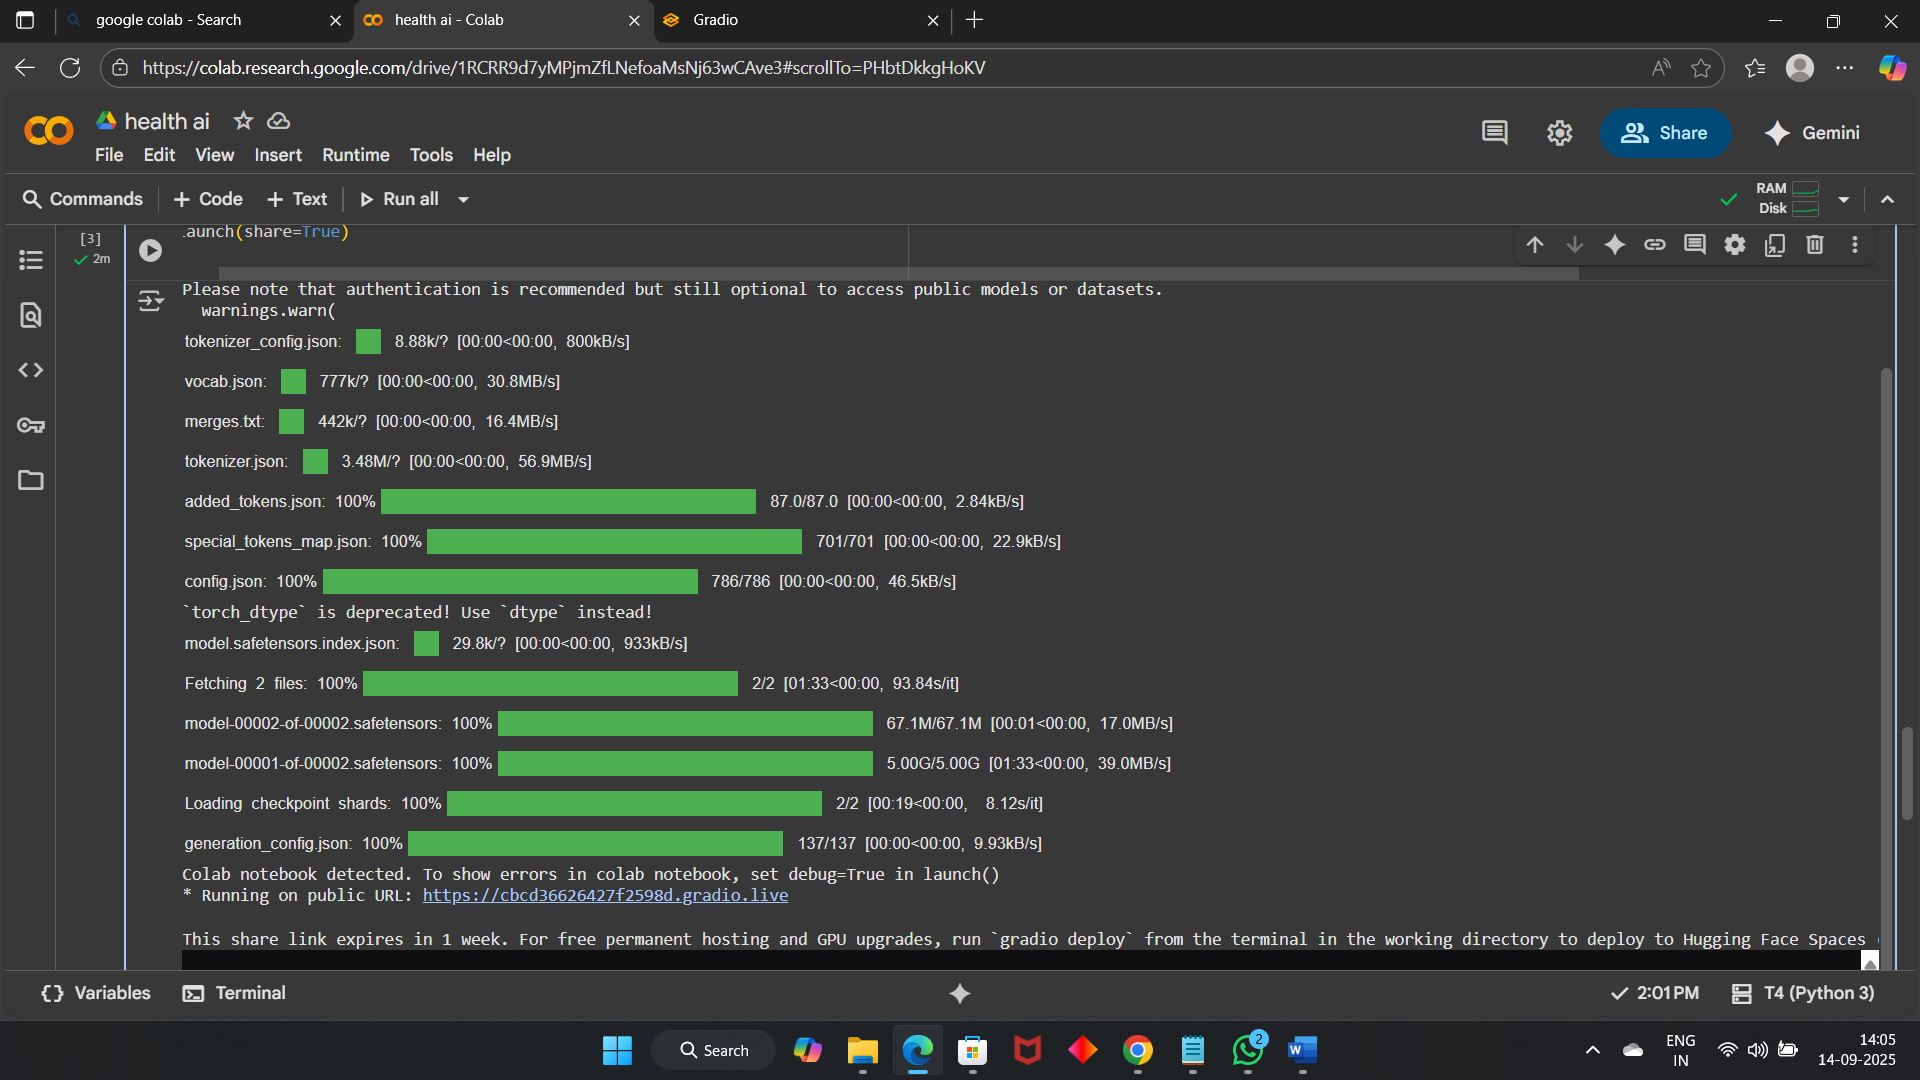 google colab - Search
health ai - Colab
Gradio
https://colab.research.google.com/drive/1RCRR9d7yMPjmZfLNefoaMsNj63wCAve3#scrollTo=PHbtDkkgHoKV
health ai
File Edit View Insert Runtime Tools Help
Share
Gemini
Commands + Code + Text Run all
RAM
Disk
[3]
2m
.aunch(share=True)
Please note that authentication is recommended but still optional to access public models or datasets.
warnings.warn(
tokenizer_config.json: 8.88k/? [00:00<00:00, 800kB/s]
vocab.json: 777k/? [00:00<00:00, 30.8MB/s]
merges.txt: 442k/? [00:00<00:00, 16.4MB/s]
tokenizer.json: 3.48M/? [00:00<00:00, 56.9MB/s]
added_tokens.json: 100% 87.0/87.0 [00:00<00:00, 2.84kB/s]
special_tokens_map.json: 100% 701/701 [00:00<00:00, 22.9kB/s]
config.json: 100% 786/786 [00:00<00:00, 46.5kB/s]
`torch_dtype` is deprecated! Use `dtype` instead!
model.safetensors.index.json: 29.8k/? [00:00<00:00, 933kB/s]
Fetching 2 files: 100% 2/2 [01:33<00:00, 93.84s/it]
model-00002-of-00002.safetensors: 100% 67.1M/67.1M [00:01<00:00, 17.0MB/s]
model-00001-of-00002.safetensors: 100% 5.00G/5.00G [01:33<00:00, 39.0MB/s]
Loading checkpoint shards: 100% 2/2 [00:19<00:00, 8.12s/it]
generation_config.json: 100% 137/137 [00:00<00:00, 9.93kB/s]
Colab notebook detected. To show errors in colab notebook, set debug=True in launch()
* Running on public URL: https://cbcd36626427f2598d.gradio.live
This share link expires in 1 week. For free permanent hosting and GPU upgrades, run `gradio deploy` from the terminal in the working directory to deploy to Hugging Face Spaces
{} Variables Terminal
2:01 PM T4 (Python 3)
Search
2
ENG
IN
14:05
14-09-2025